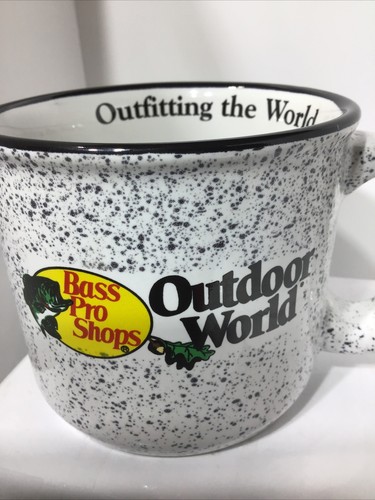 Outfitting the World
Bass
Pro
Shops®
Outdoor
World